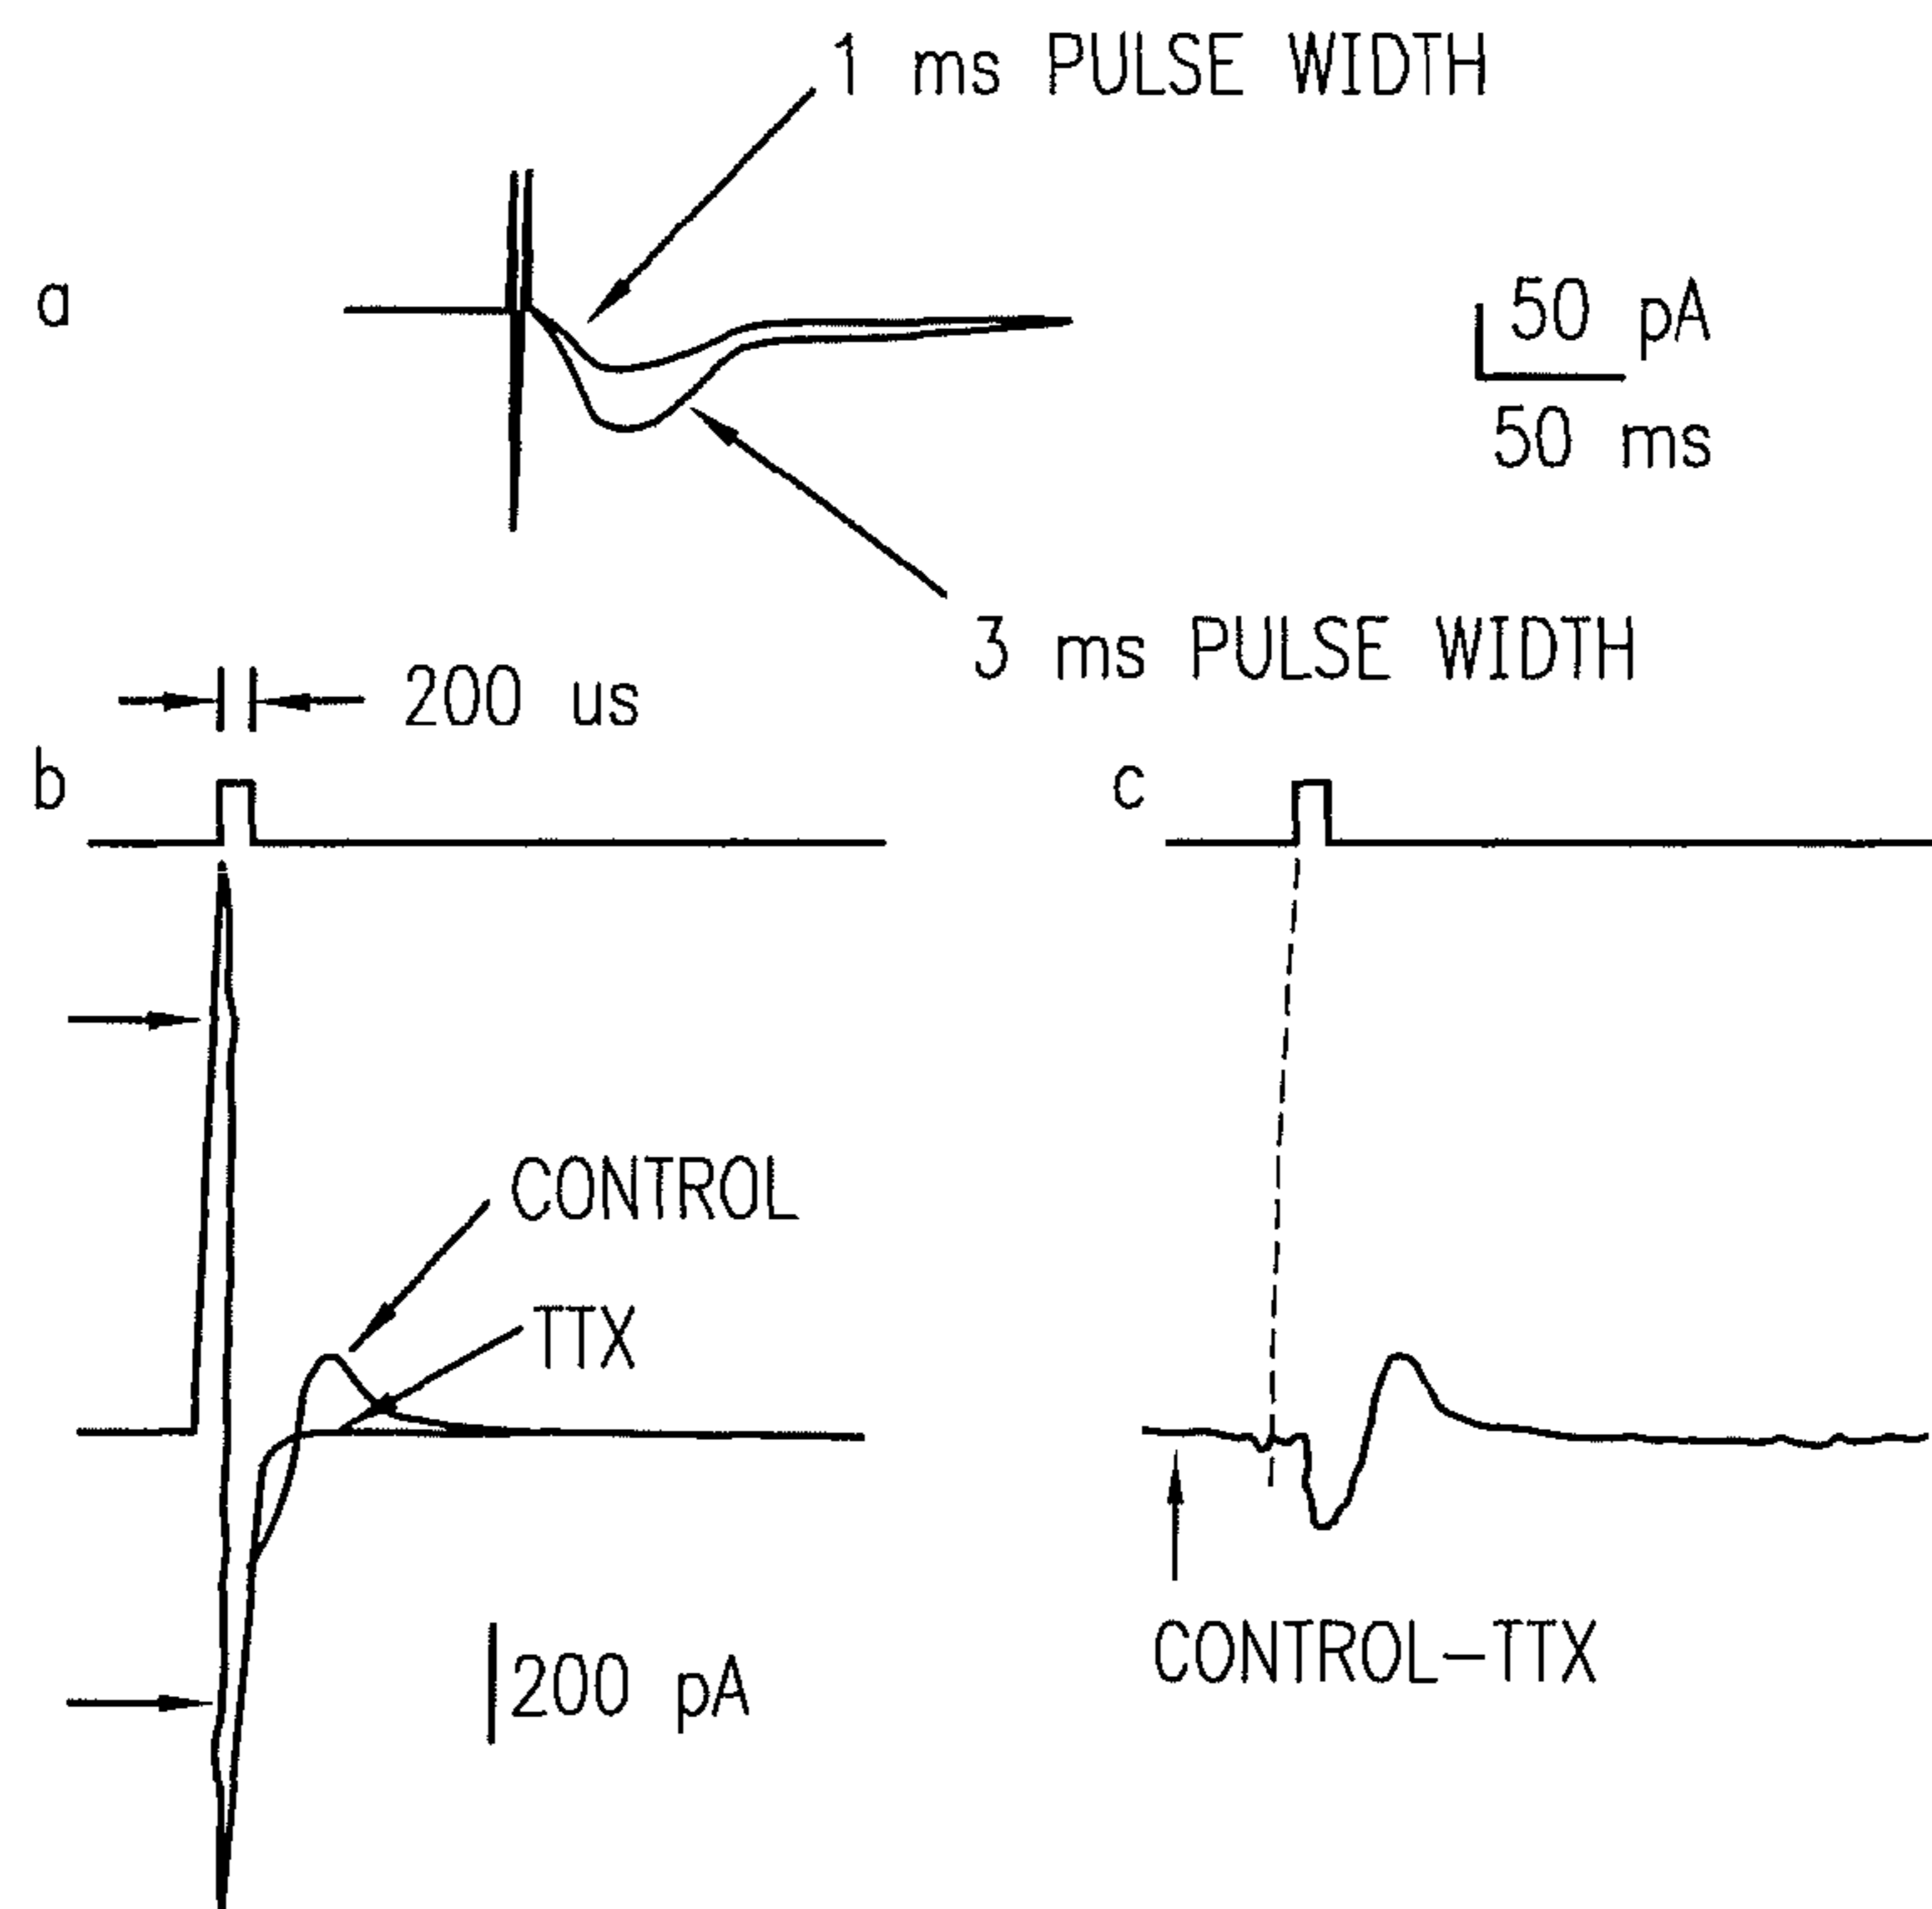 1 ms PULSE WIDTH
a
50 pA
50 ms
3 ms PULSE WIDTH
200 us
b
c
CONTROL
TTX
200 pA
CONTROL-TTX